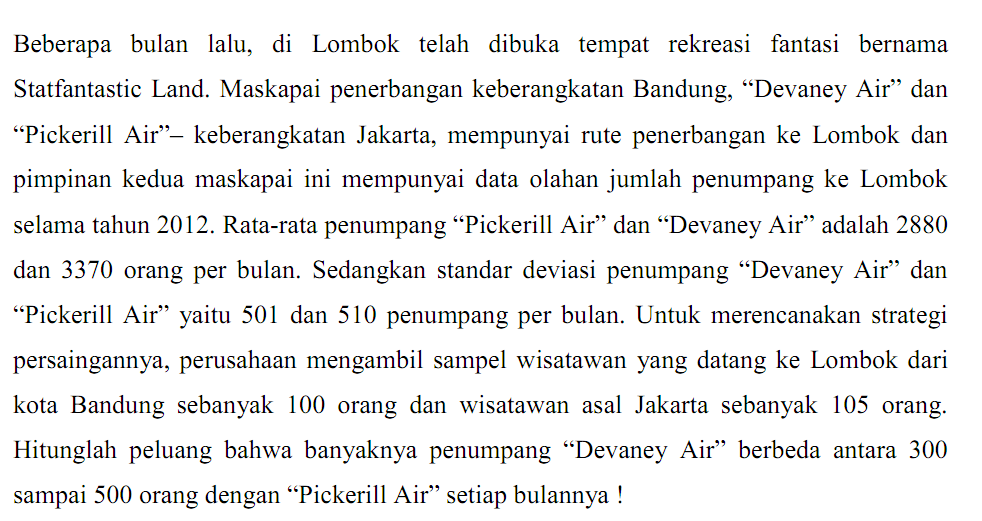 Beberapa bulan lalu, di Lombok telah dibuka tempat rekreasi fantasi bernama
Statfantastic Land. Maskapai penerbangan keberangkatan Bandung, “Devaney Air” dan
“Pickerill Air”– keberangkatan Jakarta, mempunyai rute penerbangan ke Lombok dan
pimpinan kedua maskapai ini mempunyai data olahan jumlah penumpang ke Lombok
selama tahun 2012. Rata-rata penumpang “Pickerill Air” dan “Devaney Air” adalah 2880
dan 3370 orang per bulan. Sedangkan standar deviasi penumpang “Devaney Air” dan
“Pickerill Air” yaitu 501 dan 510 penumpang per bulan. Untuk merencanakan strategi
persaingannya, perusahaan mengambil sampel wisatawan yang datang ke Lombok dari
kota Bandung sebanyak 100 orang dan wisatawan asal Jakarta sebanyak 105 orang.
Hitunglah peluang bahwa banyaknya penumpang “Devaney Air” berbeda antara 300
sampai 500 orang dengan “Pickerill Air” setiap bulannya !